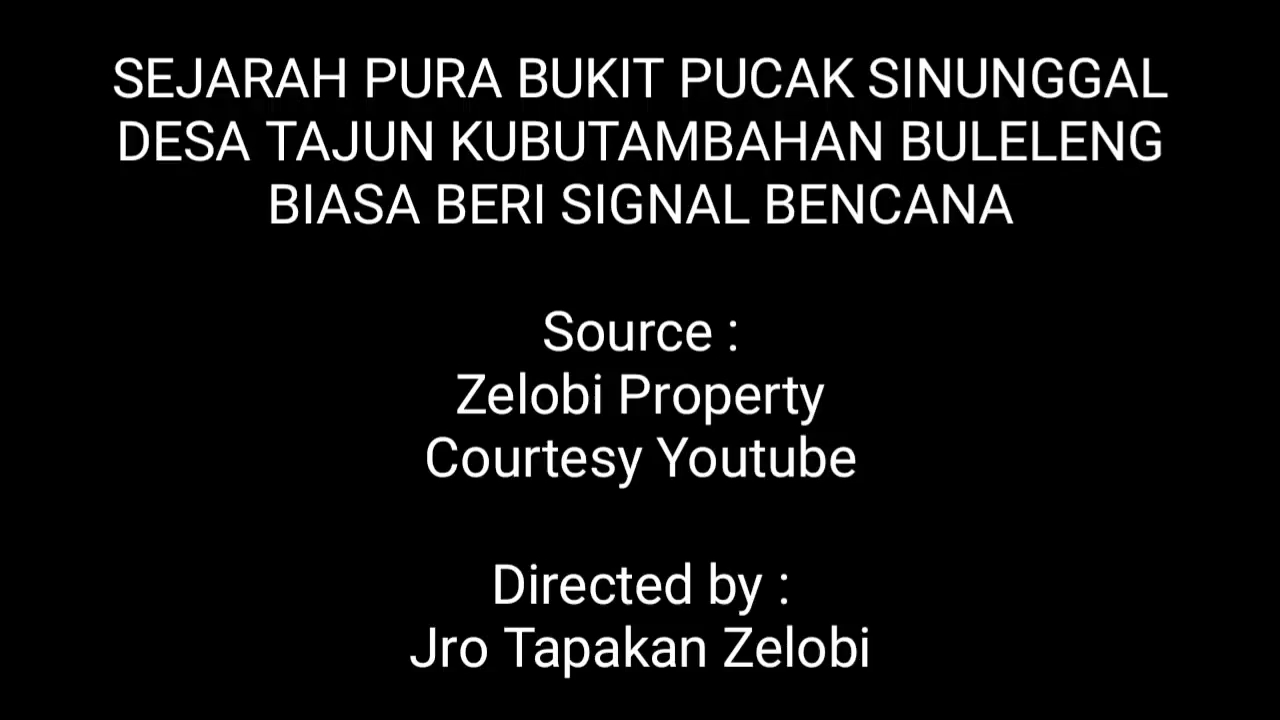 SEJARAH PURA BUKIT PUCAK SINUNGGAL
DESA TAJUN KUBUTAMBAHAN BULELENG
BIASA BERI SIGNAL BENCANA
Source :
Zelobi Property
Courtesy Youtube
Directed by :
Jro Tapakan Zelobi